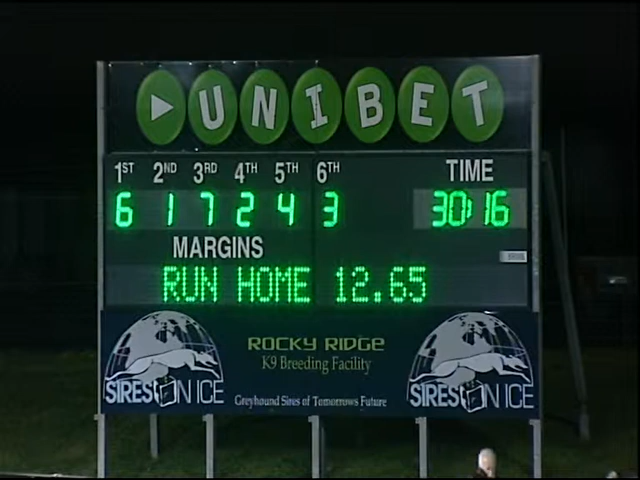 UNIBET
1ST 2ND 3RD 4TH 5TH 6TH TIME
6 1 7 2 4 3 30:16
MARGINS
RUN HOME 12.65
ROCKY RIDGE
K9 Breeding Facility
SIRES ON ICE
SIRES ON ICE
Greyhound Sires of Tomorrows Future